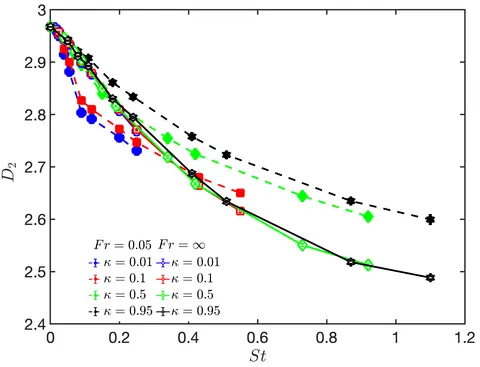 3
2.9
2.8
2.7
2.6
2.5
2.4
D₂
Fr = 0.05 Fr = ∞
κ = 0.01 κ = 0.01
κ = 0.1 κ = 0.1
κ = 0.5 κ = 0.5
κ = 0.95 κ = 0.95
0 0.2 0.4 0.6 0.8 1 1.2
St